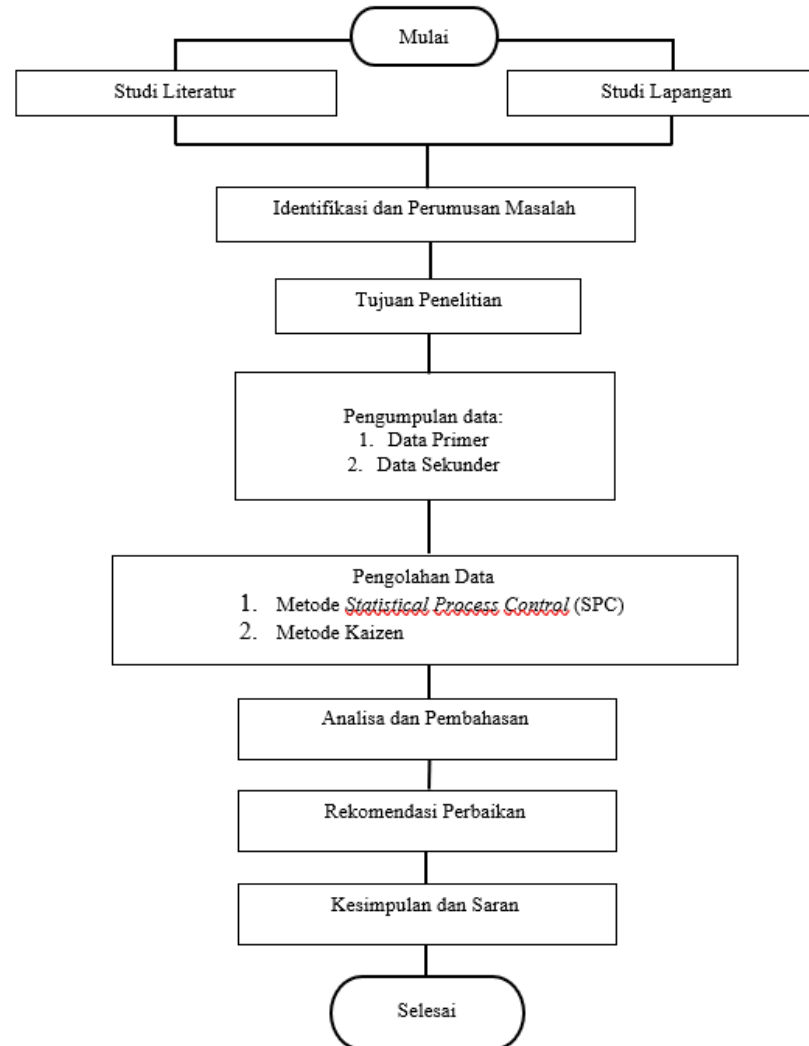 Mulai
Studi Literatur
Studi Lapangan
Identifikasi dan Perumusan Masalah
Tujuan Penelitian
Pengumpulan data:
1. Data Primer
2. Data Sekunder
Pengolahan Data
1. Metode Statistical Process Control (SPC)
2. Metode Kaizen
Analisa dan Pembahasan
Rekomendasi Perbaikan
Kesimpulan dan Saran
Selesai